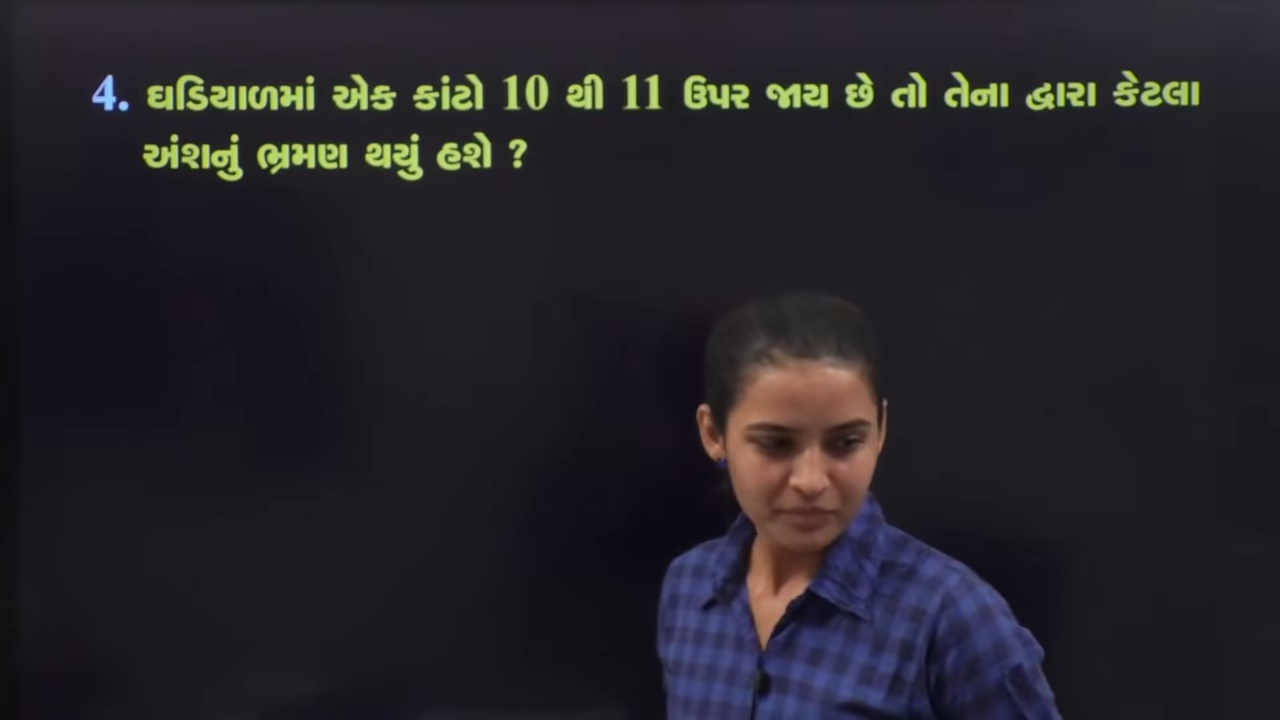 4. ઘડિયાળમાં એક કાંટો 10 થી 11 ઉપર જાય છે તો તેના દ્વારા કેટલા
અંશનું ભ્રમણ થયું હશે ?